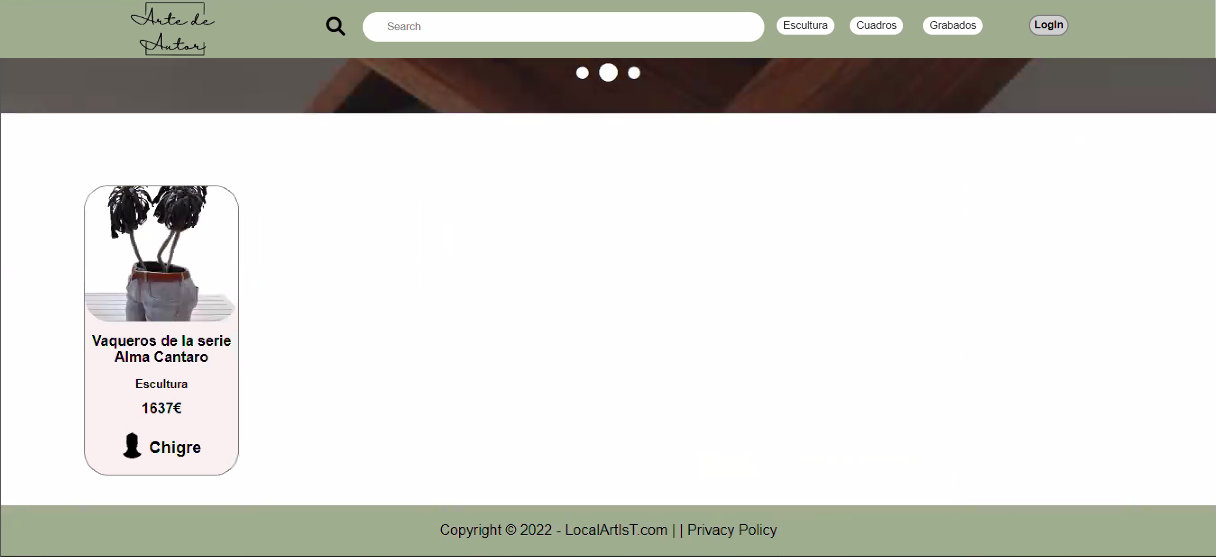 Arte de
Autor
Search
Escultura
Cuadros
Grabados
LogIn
Vaqueros de la serie
Alma Cantaro
Escultura
1637€
Chigre
Copyright © 2022 - LocalArtIsT.com | | Privacy Policy